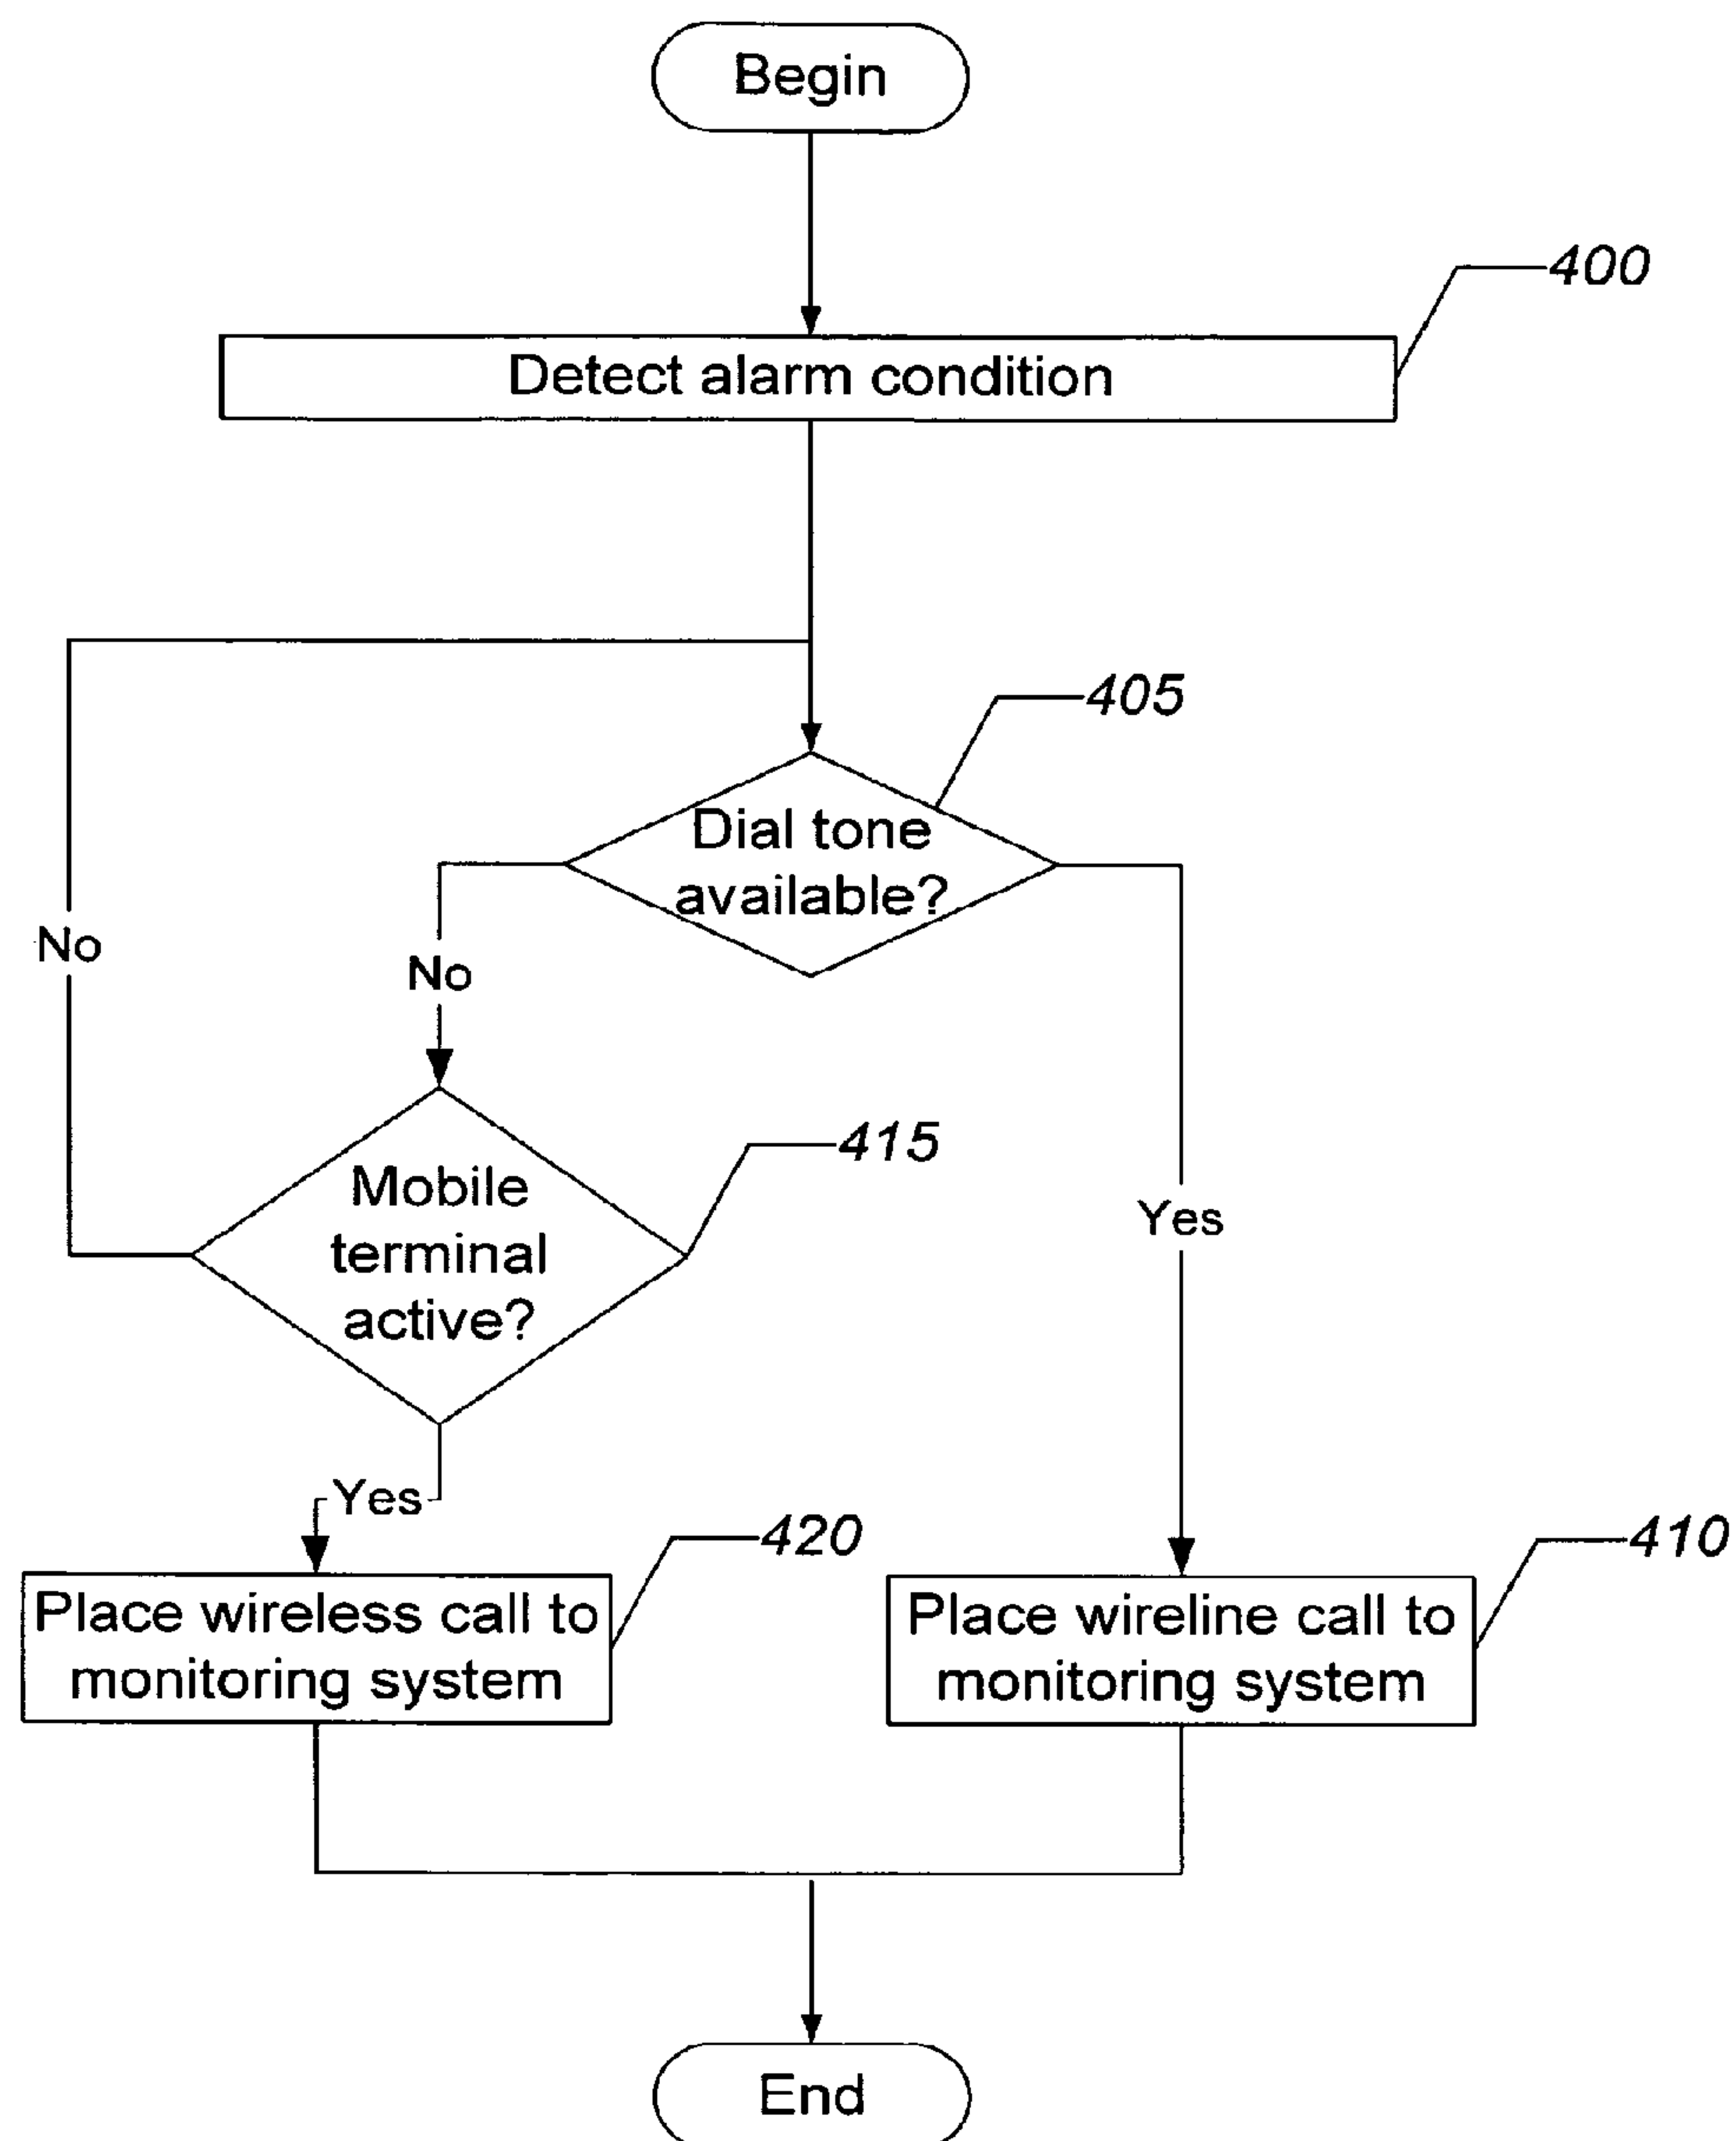 Begin
400
Detect alarm condition
405
Dial tone
available?
No
No
415
Mobile
terminal
active?
Yes
Yes
420
410
Place wireless call to
monitoring system
Place wireline call to
monitoring system
End